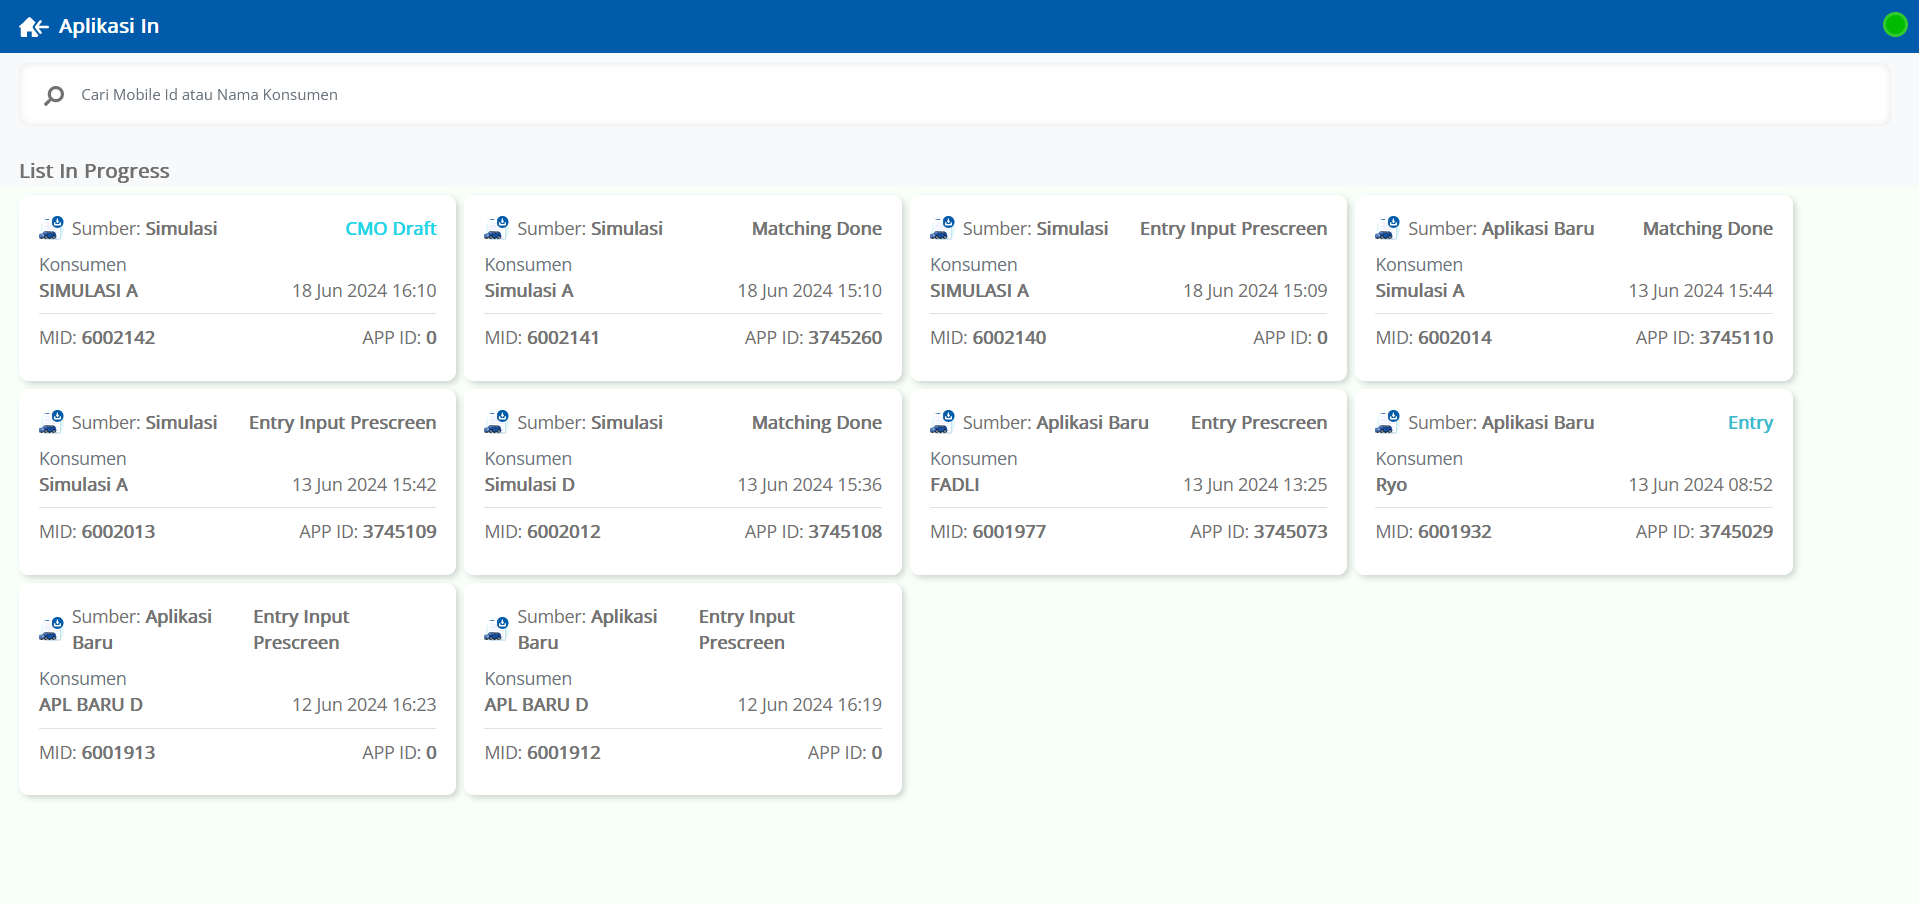 Aplikasi In
Cari Mobile Id atau Nama Konsumen
List In Progress
Sumber: Simulasi CMO Draft
Konsumen
SIMULASI A 18 Jun 2024 16:10
MID: 6002142 APP ID: 0
Sumber: Simulasi Matching Done
Konsumen
Simulasi A 18 Jun 2024 15:10
MID: 6002141 APP ID: 3745260
Sumber: Simulasi Entry Input Prescreen
Konsumen
SIMULASI A 18 Jun 2024 15:09
MID: 6002140 APP ID: 0
Sumber: Aplikasi Baru Matching Done
Konsumen
Simulasi A 13 Jun 2024 15:44
MID: 6002014 APP ID: 3745110
Sumber: Simulasi Entry Input Prescreen
Konsumen
Simulasi A 13 Jun 2024 15:42
MID: 6002013 APP ID: 3745109
Sumber: Simulasi Matching Done
Konsumen
Simulasi D 13 Jun 2024 15:36
MID: 6002012 APP ID: 3745108
Sumber: Aplikasi Baru Entry Prescreen
Konsumen
FADLI 13 Jun 2024 13:25
MID: 6001977 APP ID: 3745073
Sumber: Aplikasi Baru Entry
Konsumen
Ryo 13 Jun 2024 08:52
MID: 6001932 APP ID: 3745029
Sumber: Aplikasi Entry Input
Baru Prescreen
Konsumen
APL BARU D 12 Jun 2024 16:23
MID: 6001913 APP ID: 0
Sumber: Aplikasi Entry Input
Baru Prescreen
Konsumen
APL BARU D 12 Jun 2024 16:19
MID: 6001912 APP ID: 0